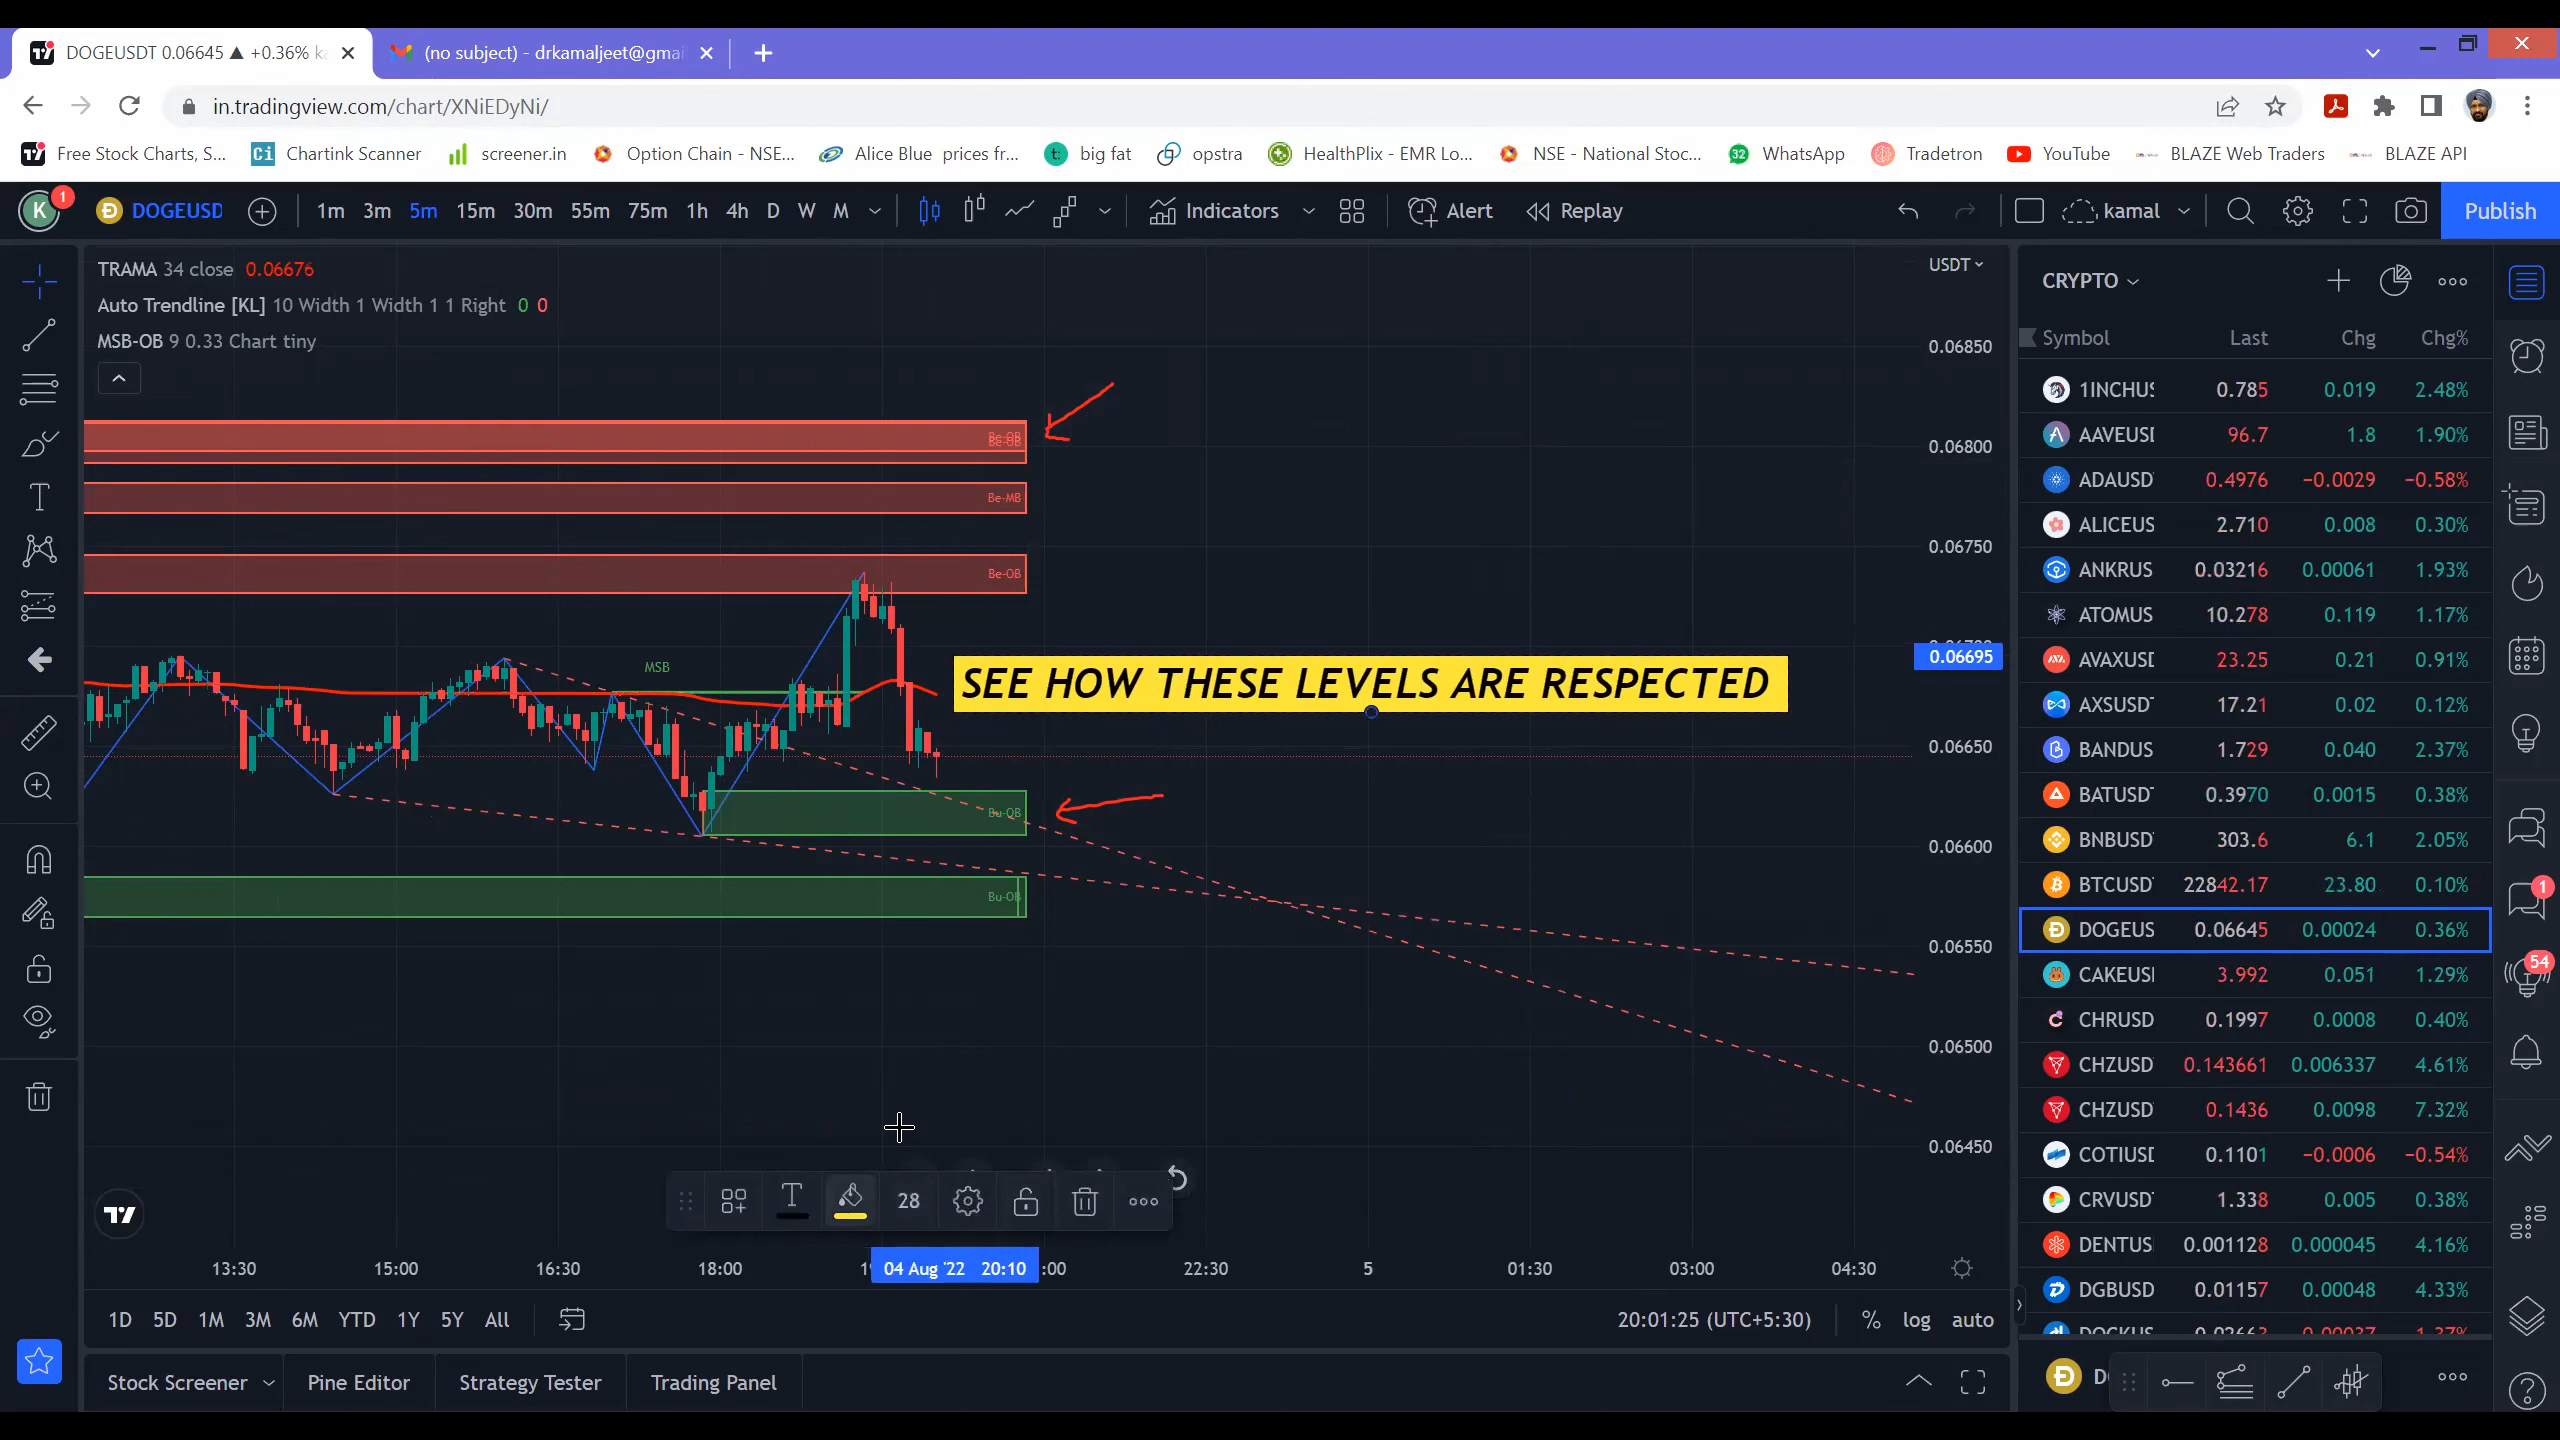 DOGEUSDT 0.06645 ▲ +0.36% ka
(no subject) - drkamaljeet@gmai
in.tradingview.com/chart/XNiEDyNi/
Free Stock Charts, S...
Chartink Scanner
screener.in
Option Chain - NSE...
Alice Blue prices fr...
big fat
opstra
HealthPlix - EMR Lo...
NSE - National Stoc...
32 WhatsApp
Tradetron
YouTube
BLAZE Web Traders
BLAZE API
K 1 DOGEUSD 1m 3m 5m 15m 30m 55m 75m 1h 4h D W M Indicators Alert Replay kamal Publish
TRAMA 34 close 0.06676
Auto Trendline [KL] 10 Width 1 Width 1 1 Right 0 0
MSB-OB 9 0.33 Chart tiny
Be-OB
Be-MB
Be-OB
MSB
SEE HOW THESE LEVELS ARE RESPECTED
Bu-OB
Bu-OB
USDT
0.06850
0.06800
0.06750
0.06695
0.06650
0.06600
0.06550
0.06500
0.06450
28
13:30 15:00 16:30 18:00 04 Aug '22 20:10 :00 22:30 5 01:30 03:00 04:30
1D 5D 1M 3M 6M YTD 1Y 5Y All
20:01:25 (UTC+5:30) % log auto
Stock Screener Pine Editor Strategy Tester Trading Panel
CRYPTO
Symbol Last Chg Chg%
1INCHUS 0.785 0.019 2.48%
AAVEUSI 96.7 1.8 1.90%
ADAUSD 0.4976 −0.0029 −0.58%
ALICEUS 2.710 0.008 0.30%
ANKRUS 0.03216 0.00061 1.93%
ATOMUS 10.278 0.119 1.17%
AVAXUSI 23.25 0.21 0.91%
AXSUSD 17.21 0.02 0.12%
BANDUS 1.729 0.040 2.37%
BATUSD 0.3970 0.0015 0.38%
BNBUSD 303.6 6.1 2.05%
BTCUSD 22842.17 23.80 0.10%
DOGEUS 0.06645 0.00024 0.36%
CAKEUSI 3.992 0.051 1.29%
CHRUSD 0.1997 0.0008 0.40%
CHZUSD 0.143661 0.006337 4.61%
CHZUSD 0.1436 0.0098 7.32%
COTIUSI 0.1101 −0.0006 −0.54%
CRVUSD 1.338 0.005 0.38%
DENTUS 0.001128 0.000045 4.16%
DGBUSD 0.01157 0.00048 4.33%
DOCKUS 0.02663 −0.00037 −1.37%
1
54